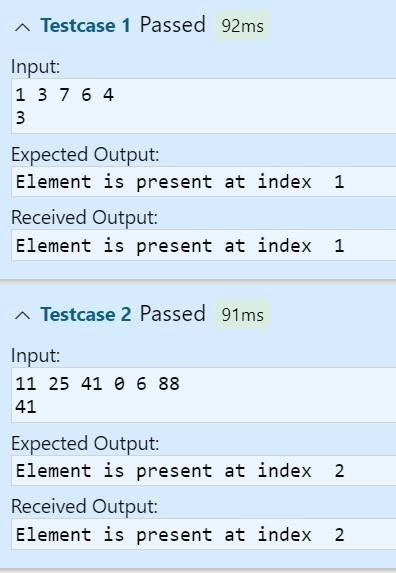 Testcase 1 Passed 92ms
Input:
1 3 7 6 4
3
Expected Output:
Element is present at index  1
Received Output:
Element is present at index  1
Testcase 2 Passed 91ms
Input:
11 25 41 0 6 88
41
Expected Output:
Element is present at index  2
Received Output:
Element is present at index  2